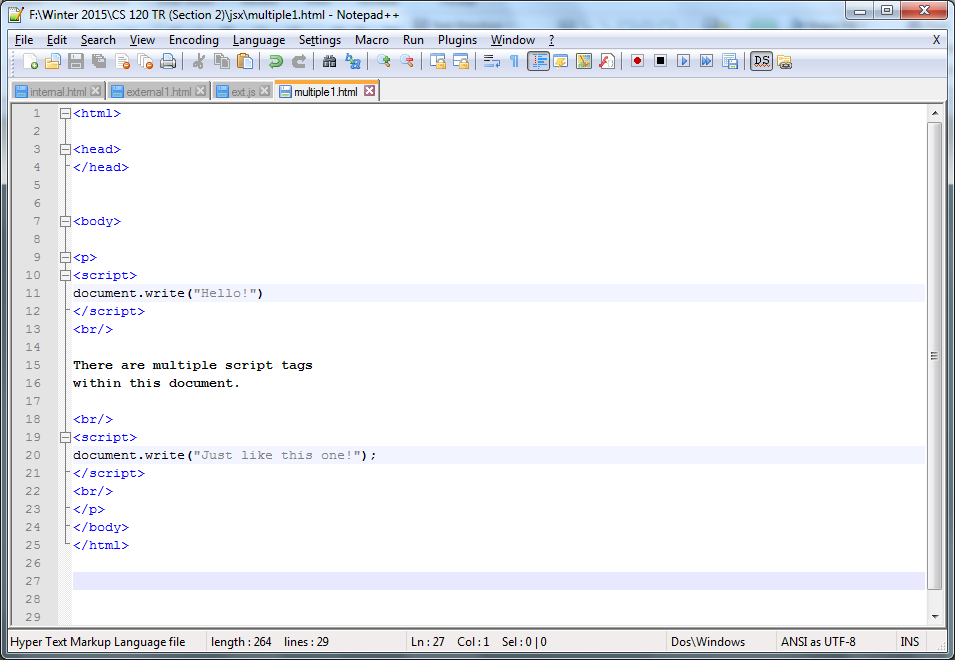 F:\Winter 2015\CS 120 TR (Section 2)\jsx\multiple1.html - Notepad++
File Edit Search View Encoding Language Settings Macro Run Plugins Window ? X
internal.html external1.html ext.js multiple1.html
1 <html>
2
3 <head>
4 </head>
5
6
7 <body>
8
9 <p>
10 <script>
11 document.write("Hello!")
12 </script>
13 <br/>
14
15 There are multiple script tags
16 within this document.
17
18 <br/>
19 <script>
20 document.write("Just like this one!");
21 </script>
22 <br/>
23 </p>
24 </body>
25 </html>
26
27
28
29
Hyper Text Markup Language file length : 264 lines : 29 Ln : 27 Col : 1 Sel : 0 | 0 Dos\Windows ANSI as UTF-8 INS